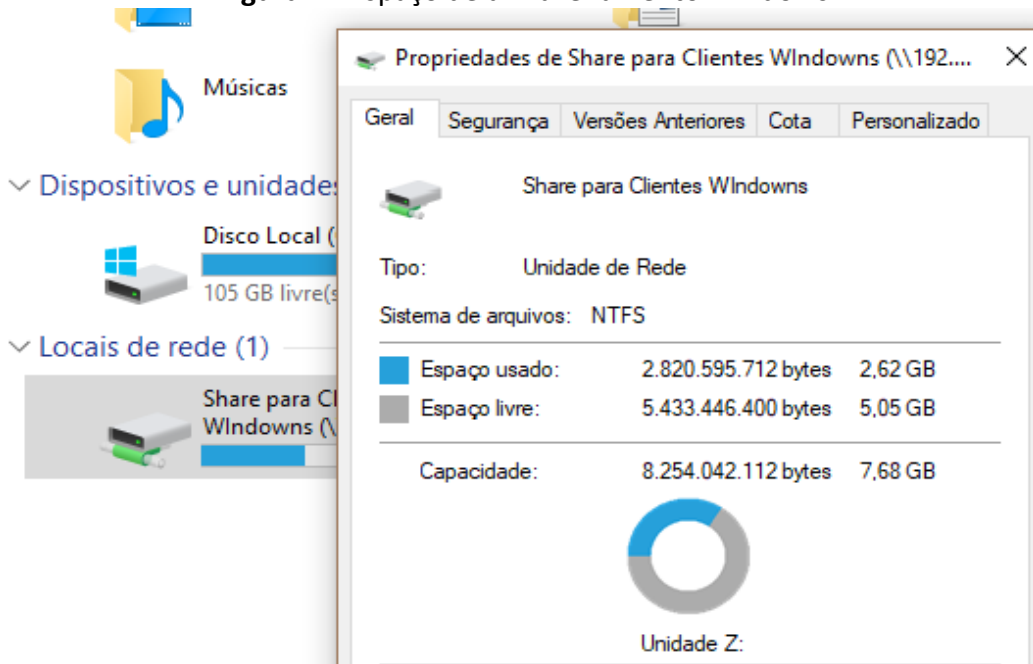 Músicas
Dispositivos e unidades
Disco Local (
105 GB livre(s
Locais de rede (1)
Share para Cl
WIndowns (\
Propriedades de Share para Clientes WIndowns (\\192....
Geral Segurança Versões Anteriores Cota Personalizado
Share para Clientes WIndowns
Tipo: Unidade de Rede
Sistema de arquivos: NTFS
Espaço usado: 2.820.595.712 bytes 2,62 GB
Espaço livre: 5.433.446.400 bytes 5,05 GB
Capacidade: 8.254.042.112 bytes 7,68 GB
Unidade Z: